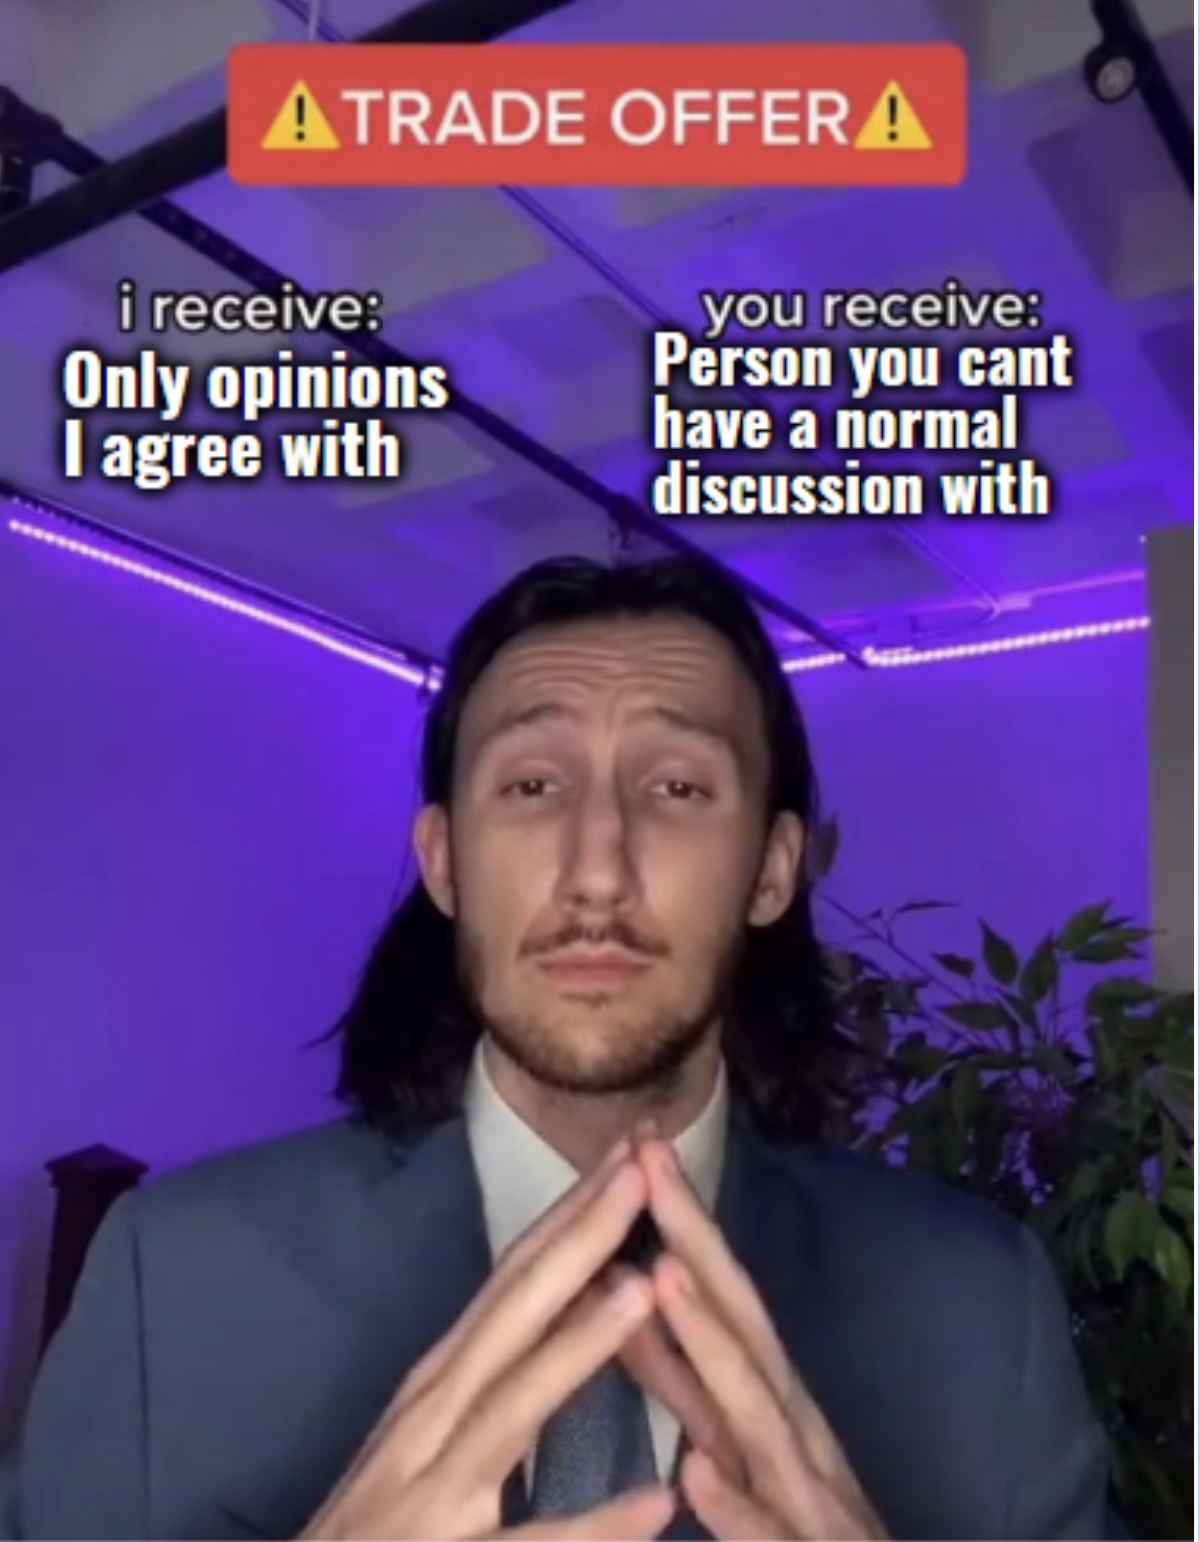 ⚠TRADE OFFER⚠
i receive:
Only opinions
I agree with
you receive:
Person you cant
have a normal
discussion with